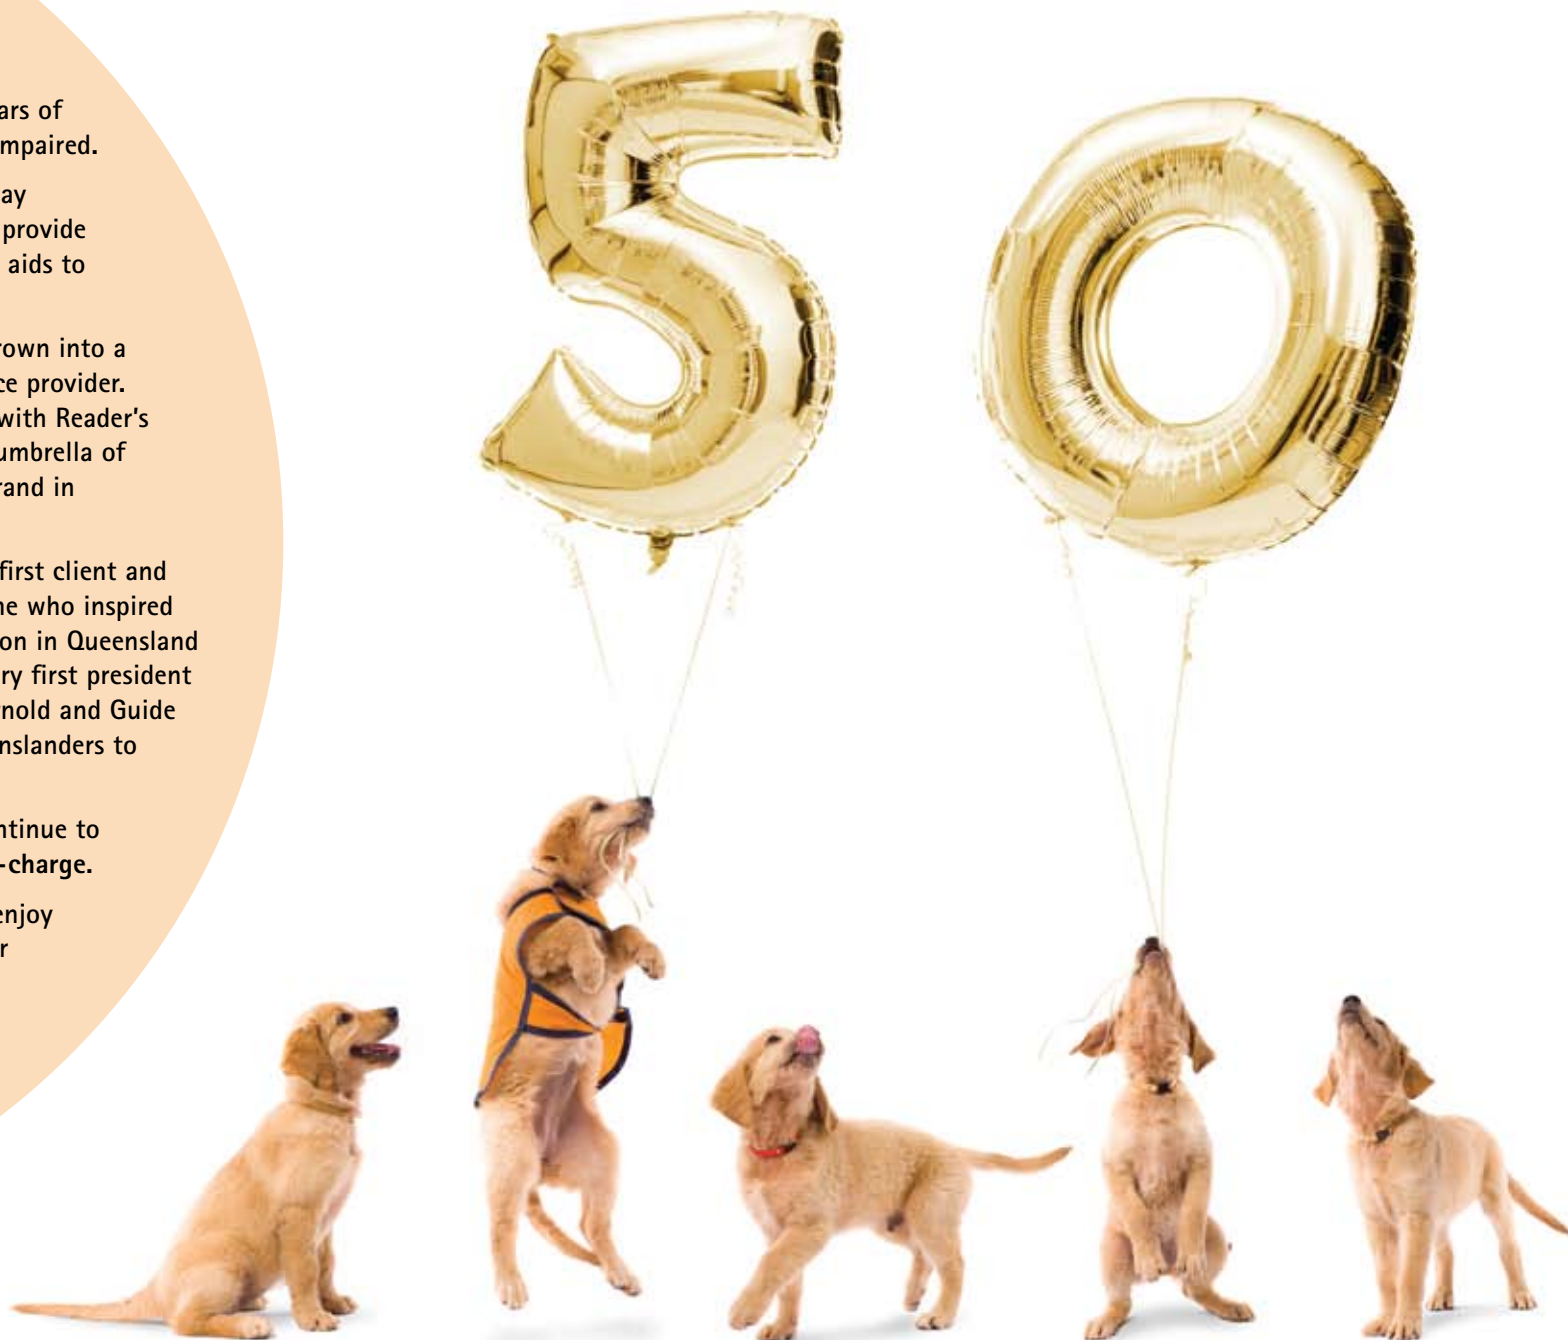 50
ars of
mpaired.
ay
provide
aids to
rown into a
ce provider.
with Reader's
umbrella of
rand in
first client and
ne who inspired
on in Queensland
ry first president
nold and Guide
nslanders to
ntinue to
-charge.
enjoy
r